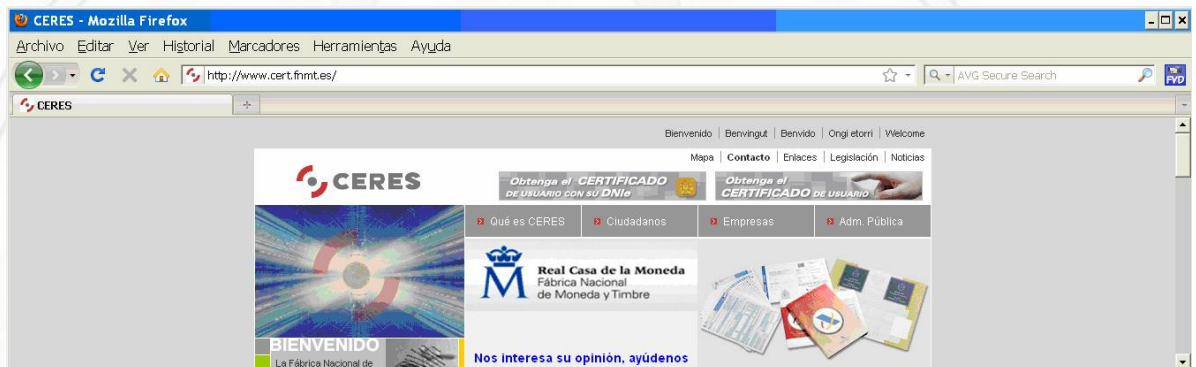 CERES - Mozilla Firefox
Archivo Editar Ver Historial Marcadores Herramientas Ayuda
http://www.cert.fnmt.es/
AVG Secure Search
FVD
CERES
Bienvenido | Benvingut | Benvido | Ongi etorri | Welcome
Mapa | Contacto | Enlaces | Legislación | Noticias
CERES
Obtenga el CERTIFICADO
DE USUARIO CON SU DNIe
Obtenga el
CERTIFICADO DE USUARIO
Qué es CERES
Ciudadanos
Empresas
Adm. Pública
M
Real Casa de la Moneda
Fábrica Nacional
de Moneda y Timbre
BIENVENIDO
La Fábrica Nacional de
Nos interesa su opinión, ayúdenos